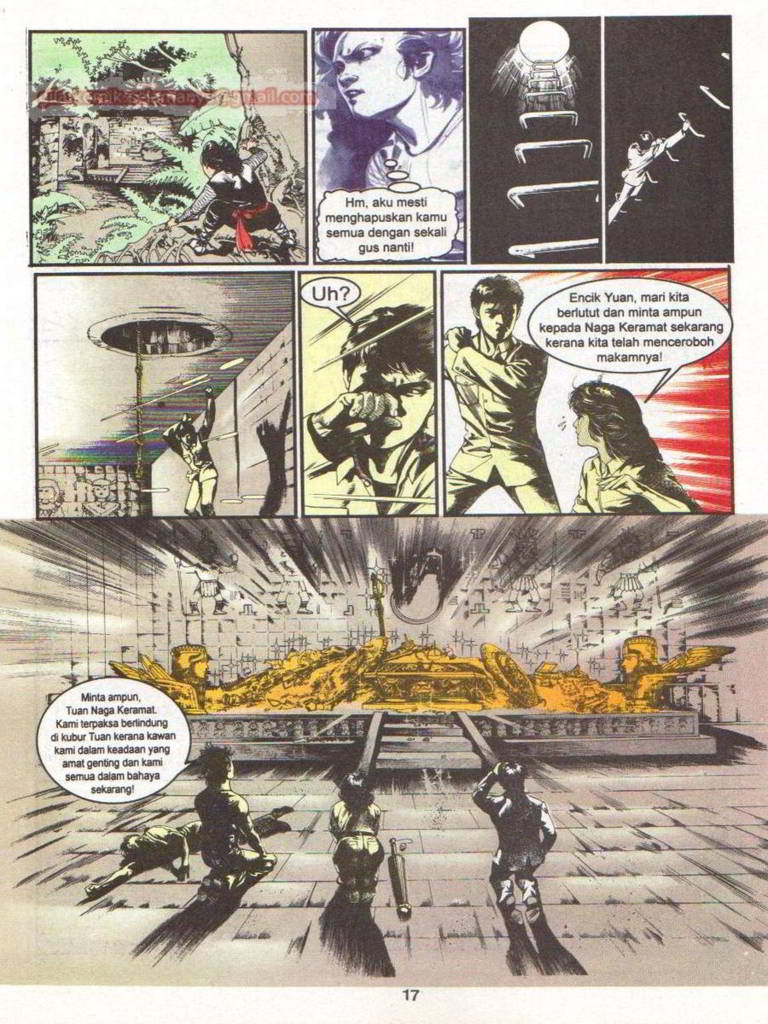 Hm, aku mesti
menghapuskan kamu
semua dengan sekali
gus nanti!
Uh?
Encik Yuan, mari kita
berlutut dan minta ampun
kepada Naga Keramat sekarang
kerana kita telah menceroboh
makamnya!
Minta ampun,
Tuan Naga Keramat.
Kami terpaksa berlindung
di kubur Tuan kerana kawan
kami dalam keadaan yang
amat genting dan kami
semua dalam bahaya
sekarang!
17